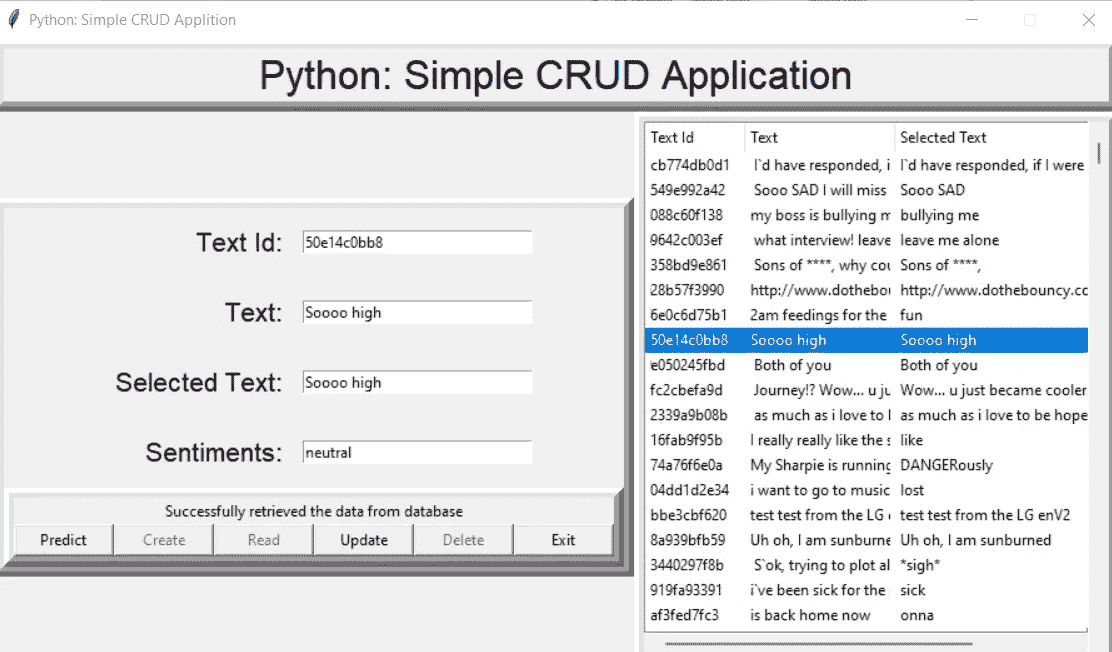 Python: Simple CRUD Applition
Python: Simple CRUD Application
Text Id: 50e14c0bb8
Text: Soooo high
Selected Text: Soooo high
Sentiments: neutral
Successfully retrieved the data from database
Predict Create Read Update Delete Exit
Text Id Text Selected Text
cb774db0d1 I`d have responded, i I`d have responded, if I were
549e992a42 Sooo SAD I will miss Sooo SAD
088c60f138 my boss is bullying m bullying me
9642c003ef what interview! leave leave me alone
358bd9e861 Sons of ****, why cou Sons of ****,
28b57f3990 http://www.dothebou http://www.dothebouncy.co
6e0c6d75b1 2am feedings for the fun
50e14c0bb8 Soooo high Soooo high
e050245fbd Both of you Both of you
fc2cbefa9d Journey!? Wow... u ju Wow... u just became cooler
2339a9b08b as much as i love to l as much as i love to be hope
16fab9f95b I really really like the s like
74a76f6e0a My Sharpie is running DANGERously
04dd1d2e34 i want to go to music lost
bbe3cbf620 test test from the LG test test from the LG enV2
8a939bfb59 Uh oh, I am sunburne Uh oh, I am sunburned
3440297f8b S`ok, trying to plot al *sigh*
919fa93391 i`ve been sick for the sick
af3fed7fc3 is back home now onna